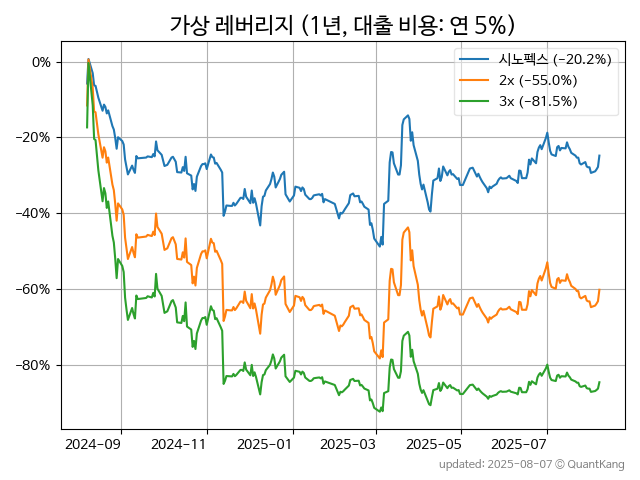 가상 레버리지 (1년, 대출 비용: 연 5%)
시노펙스 (-20.2%)
2x (-55.0%)
3x (-81.5%)
0%
-20%
-40%
-60%
-80%
2024-09 2024-11 2025-01 2025-03 2025-05 2025-07
updated: 2025-08-07 © QuantKang